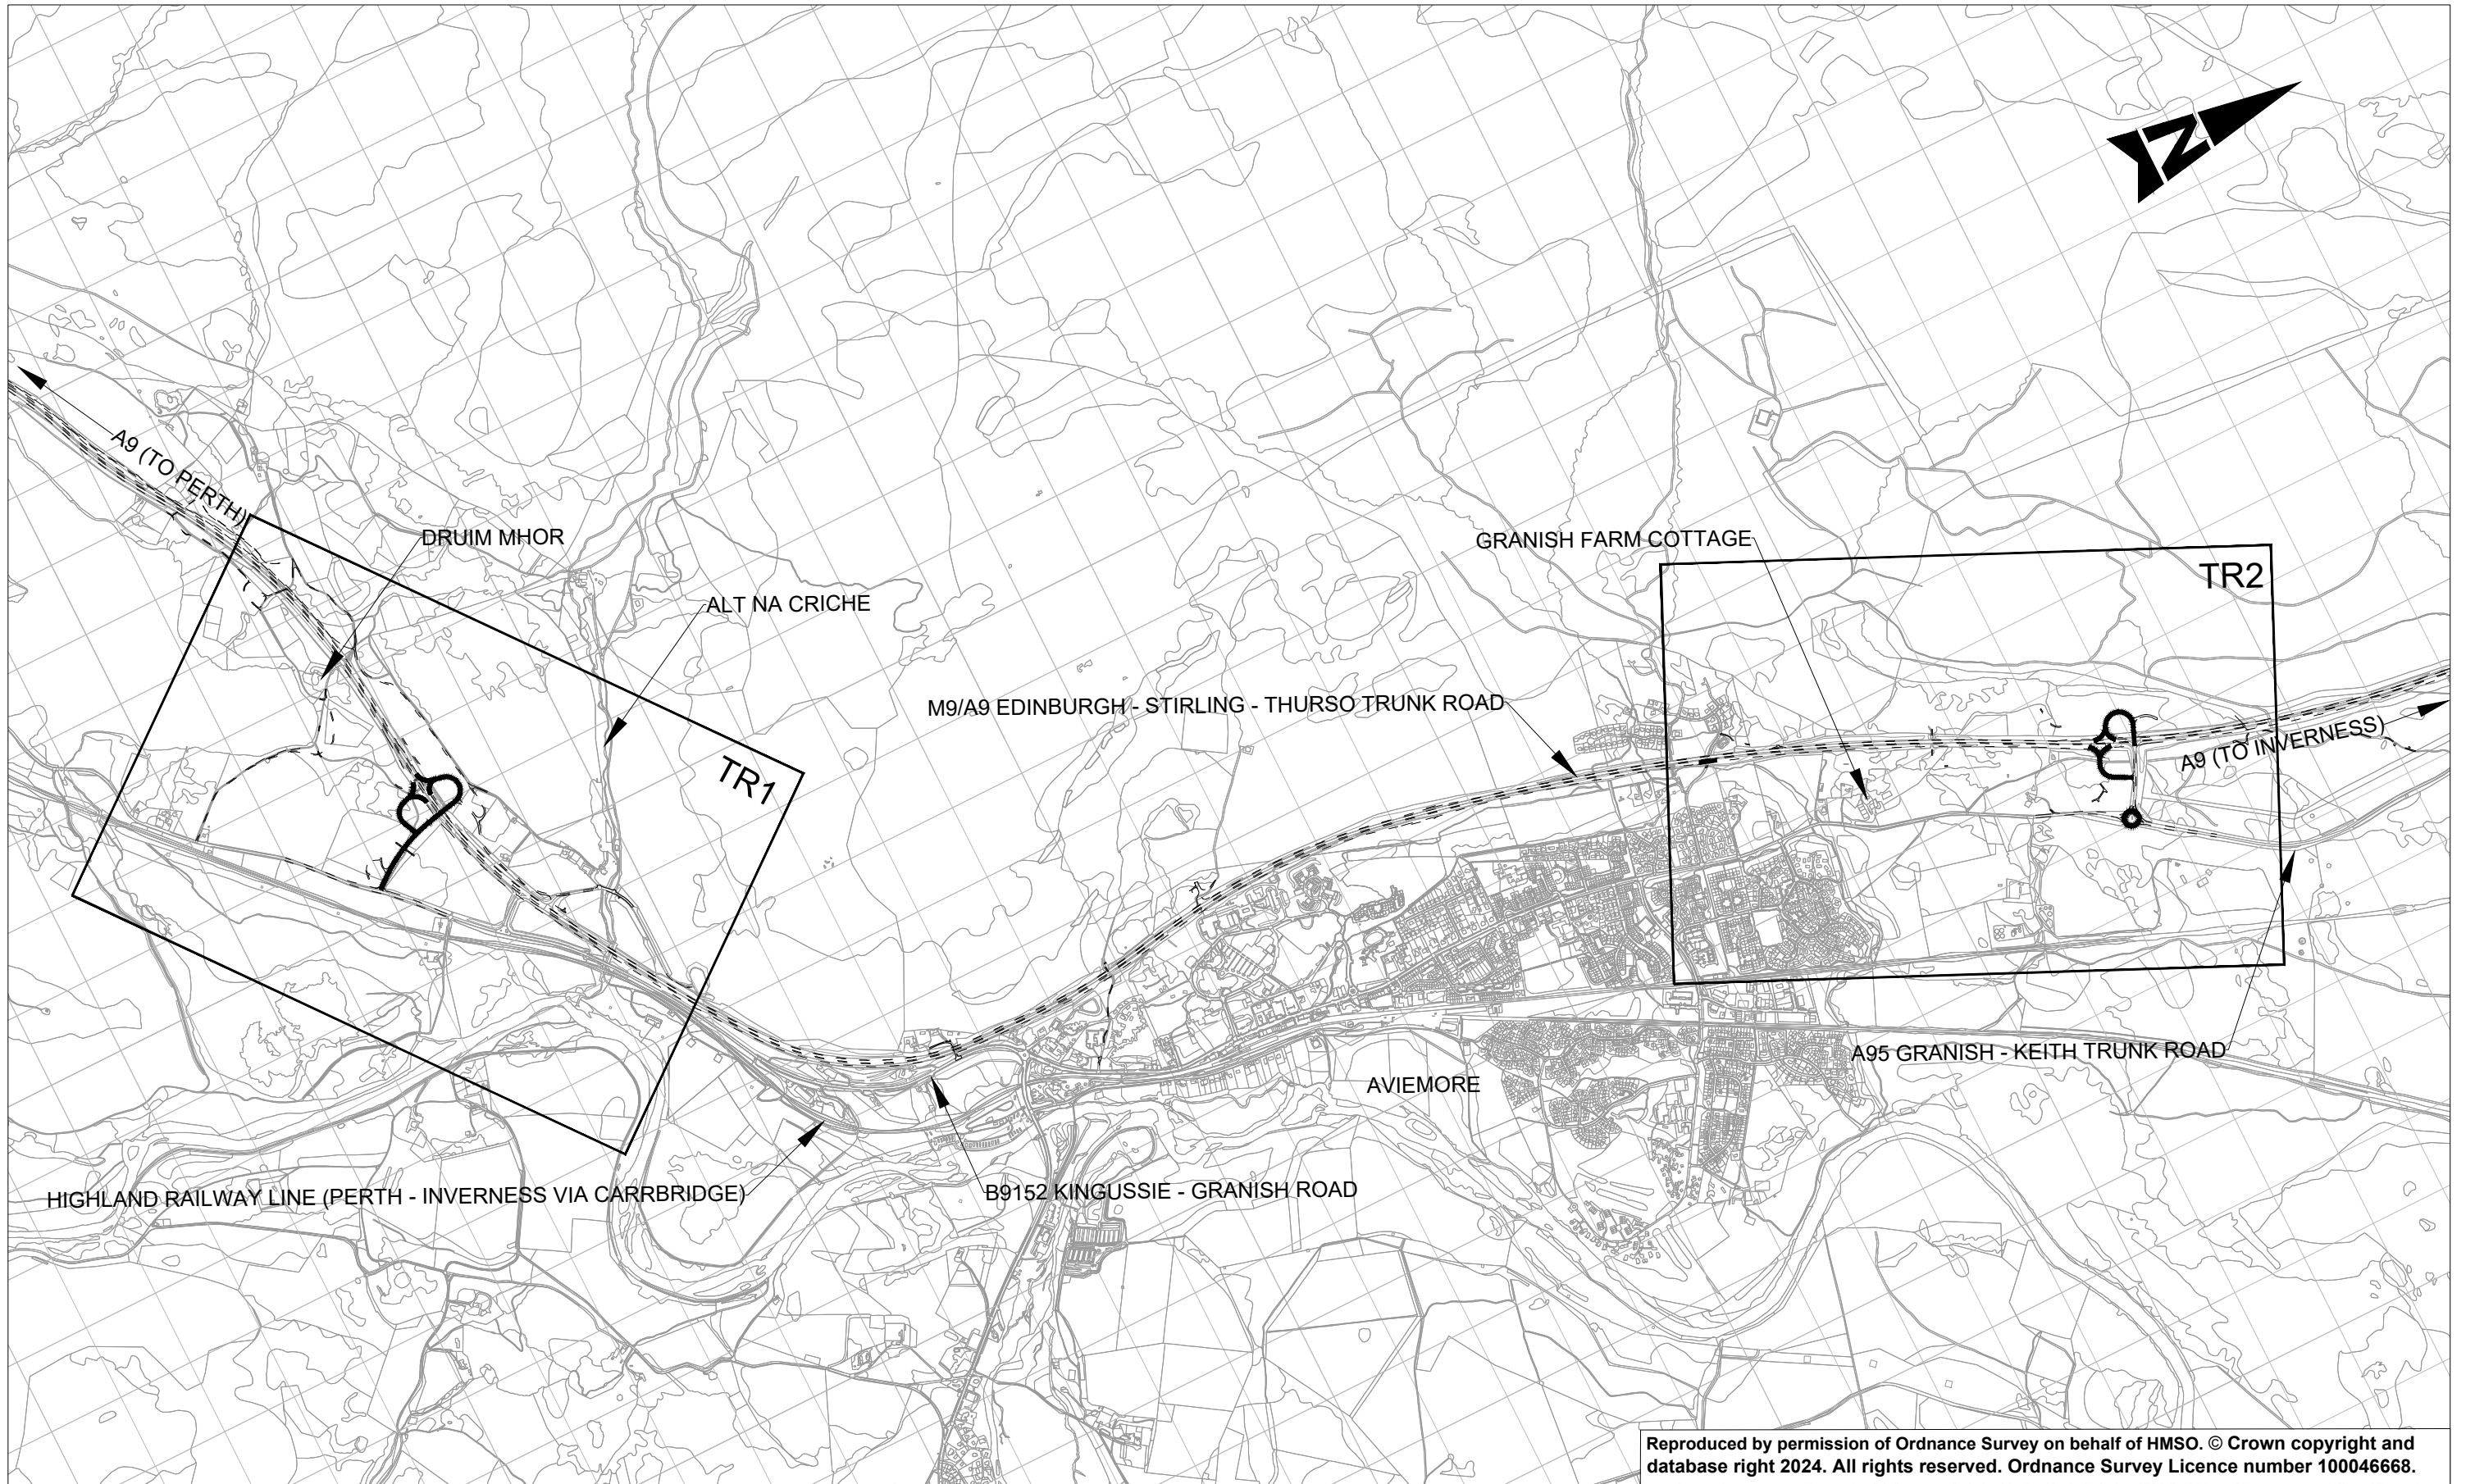 N
A9 (TO PERTH)
DRUIM MHOR
GRANISH FARM COTTAGE
TR2
ALT NA CRICHE
M9/A9 EDINBURGH - STIRLING - THURSO TRUNK ROAD
A9 (TO INVERNESS)
TR1
A95 GRANISH - KEITH TRUNK ROAD
AVIEMORE
HIGHLAND RAILWAY LINE (PERTH - INVERNESS VIA CARRBRIDGE)
B9152 KINGUSSIE - GRANISH ROAD
Reproduced by permission of Ordnance Survey on behalf of HMSO. © Crown copyright and
database right 2024. All rights reserved. Ordnance Survey Licence number 100046668.